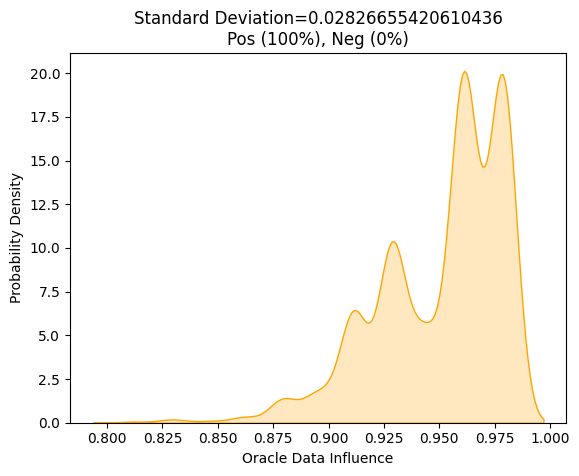 Standard Deviation=0.02826655420610436
Pos (100%), Neg (0%)
20.0
17.5
15.0
12.5
10.0
7.5
5.0
2.5
0.0
Probability Density
0.800 0.825 0.850 0.875 0.900 0.925 0.950 0.975 1.000
Oracle Data Influence